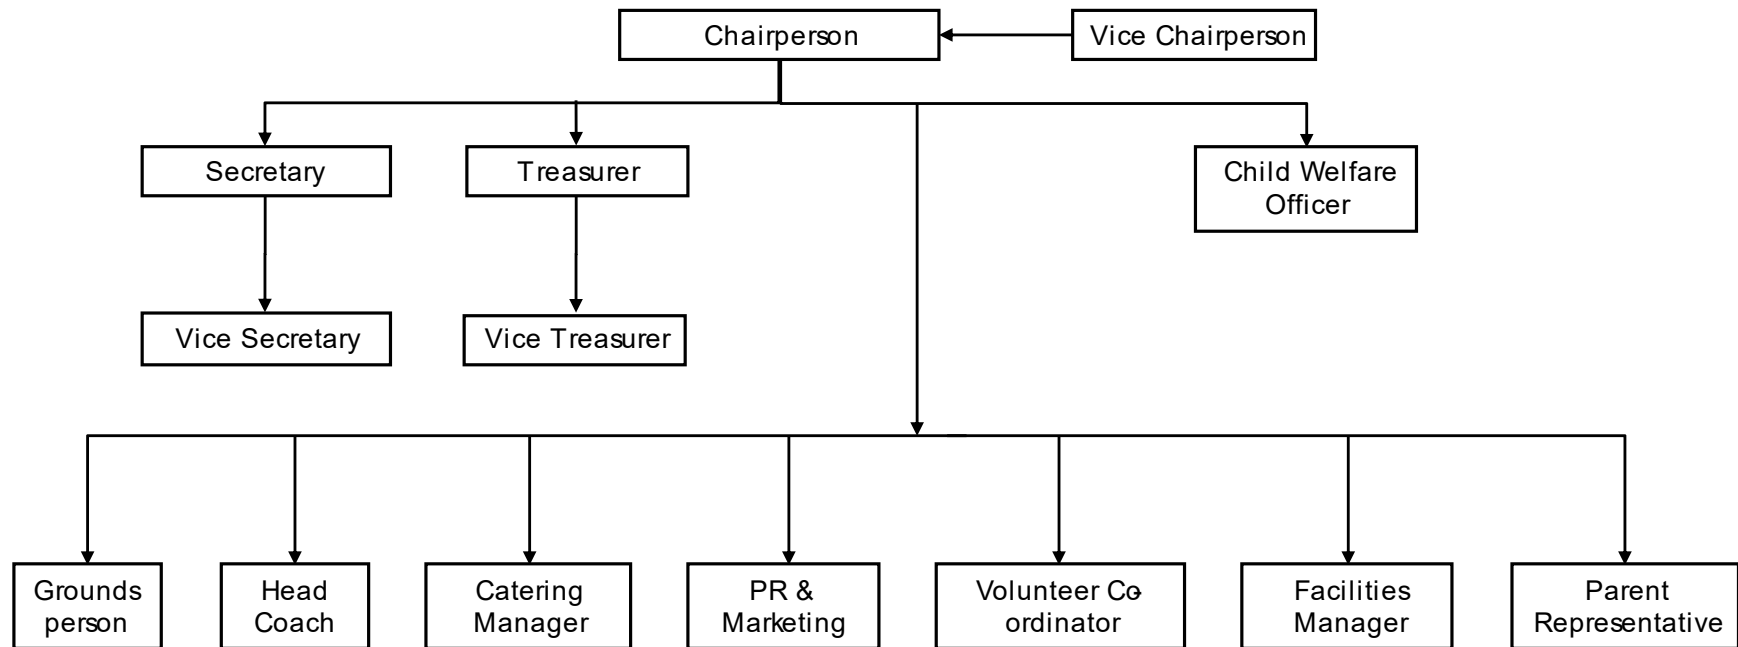 Chairperson
Vice Chairperson
Secretary
Treasurer
Child Welfare
Officer
Vice Secretary
Vice Treasurer
Grounds
person
Head
Coach
Catering
Manager
PR &
Marketing
Volunteer Co-
ordinator
Facilities
Manager
Parent
Representative